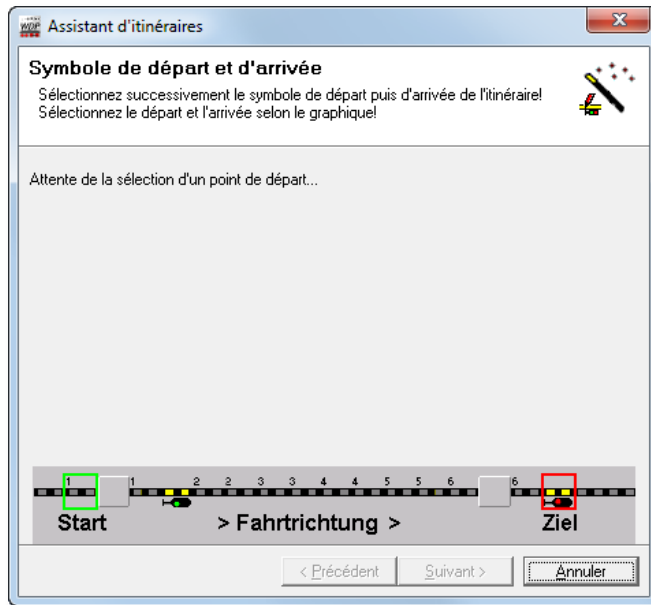 WDP Assistant d'itinéraires
Symbole de départ et d'arrivée
Sélectionnez successivement le symbole de départ puis d'arrivée de l'itinéraire!
Sélectionnez le départ et l'arrivée selon le graphique!
Attente de la sélection d'un point de départ...
1 1 2 2 3 3 4 4 5 5 6 6
Start > Fahrtrichtung > Ziel
< Précédent Suivant > Annuler